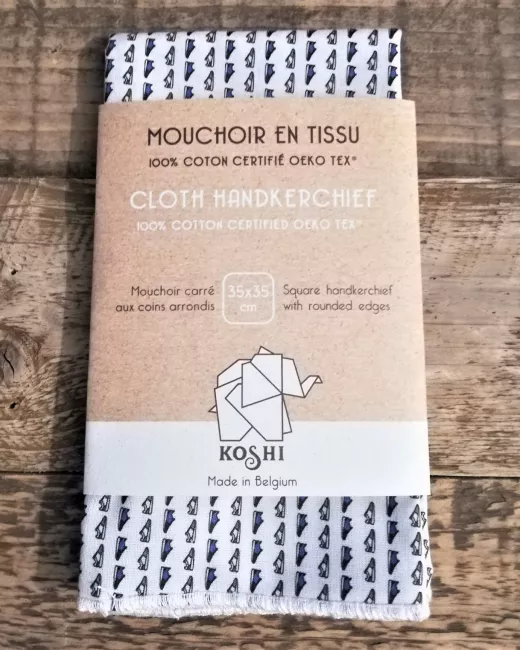 MOUCHOIR EN TISSU
100% COTON CERTIFIÉ OEKO TEX®
CLOTH HANDKERCHIEF
100% COTTON CERTIFIED OEKO TEX®
Mouchoir carré
aux coins arrondis
35x35
cm
Square handkerchief
with rounded edges
KOSHI
Made in Belgium